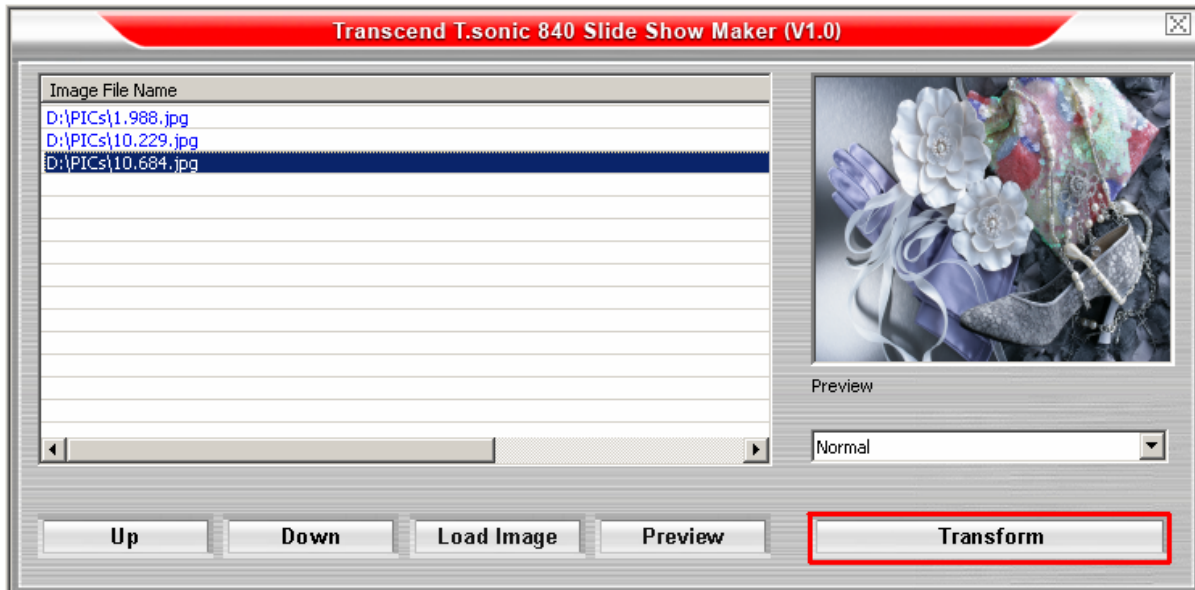 Transcend T.sonic 840 Slide Show Maker (V1.0)
Image File Name
D:\PICs\1.988.jpg
D:\PICs\10.229.jpg
D:\PICs\10.684.jpg
Preview
Normal
Up
Down
Load Image
Preview
Transform